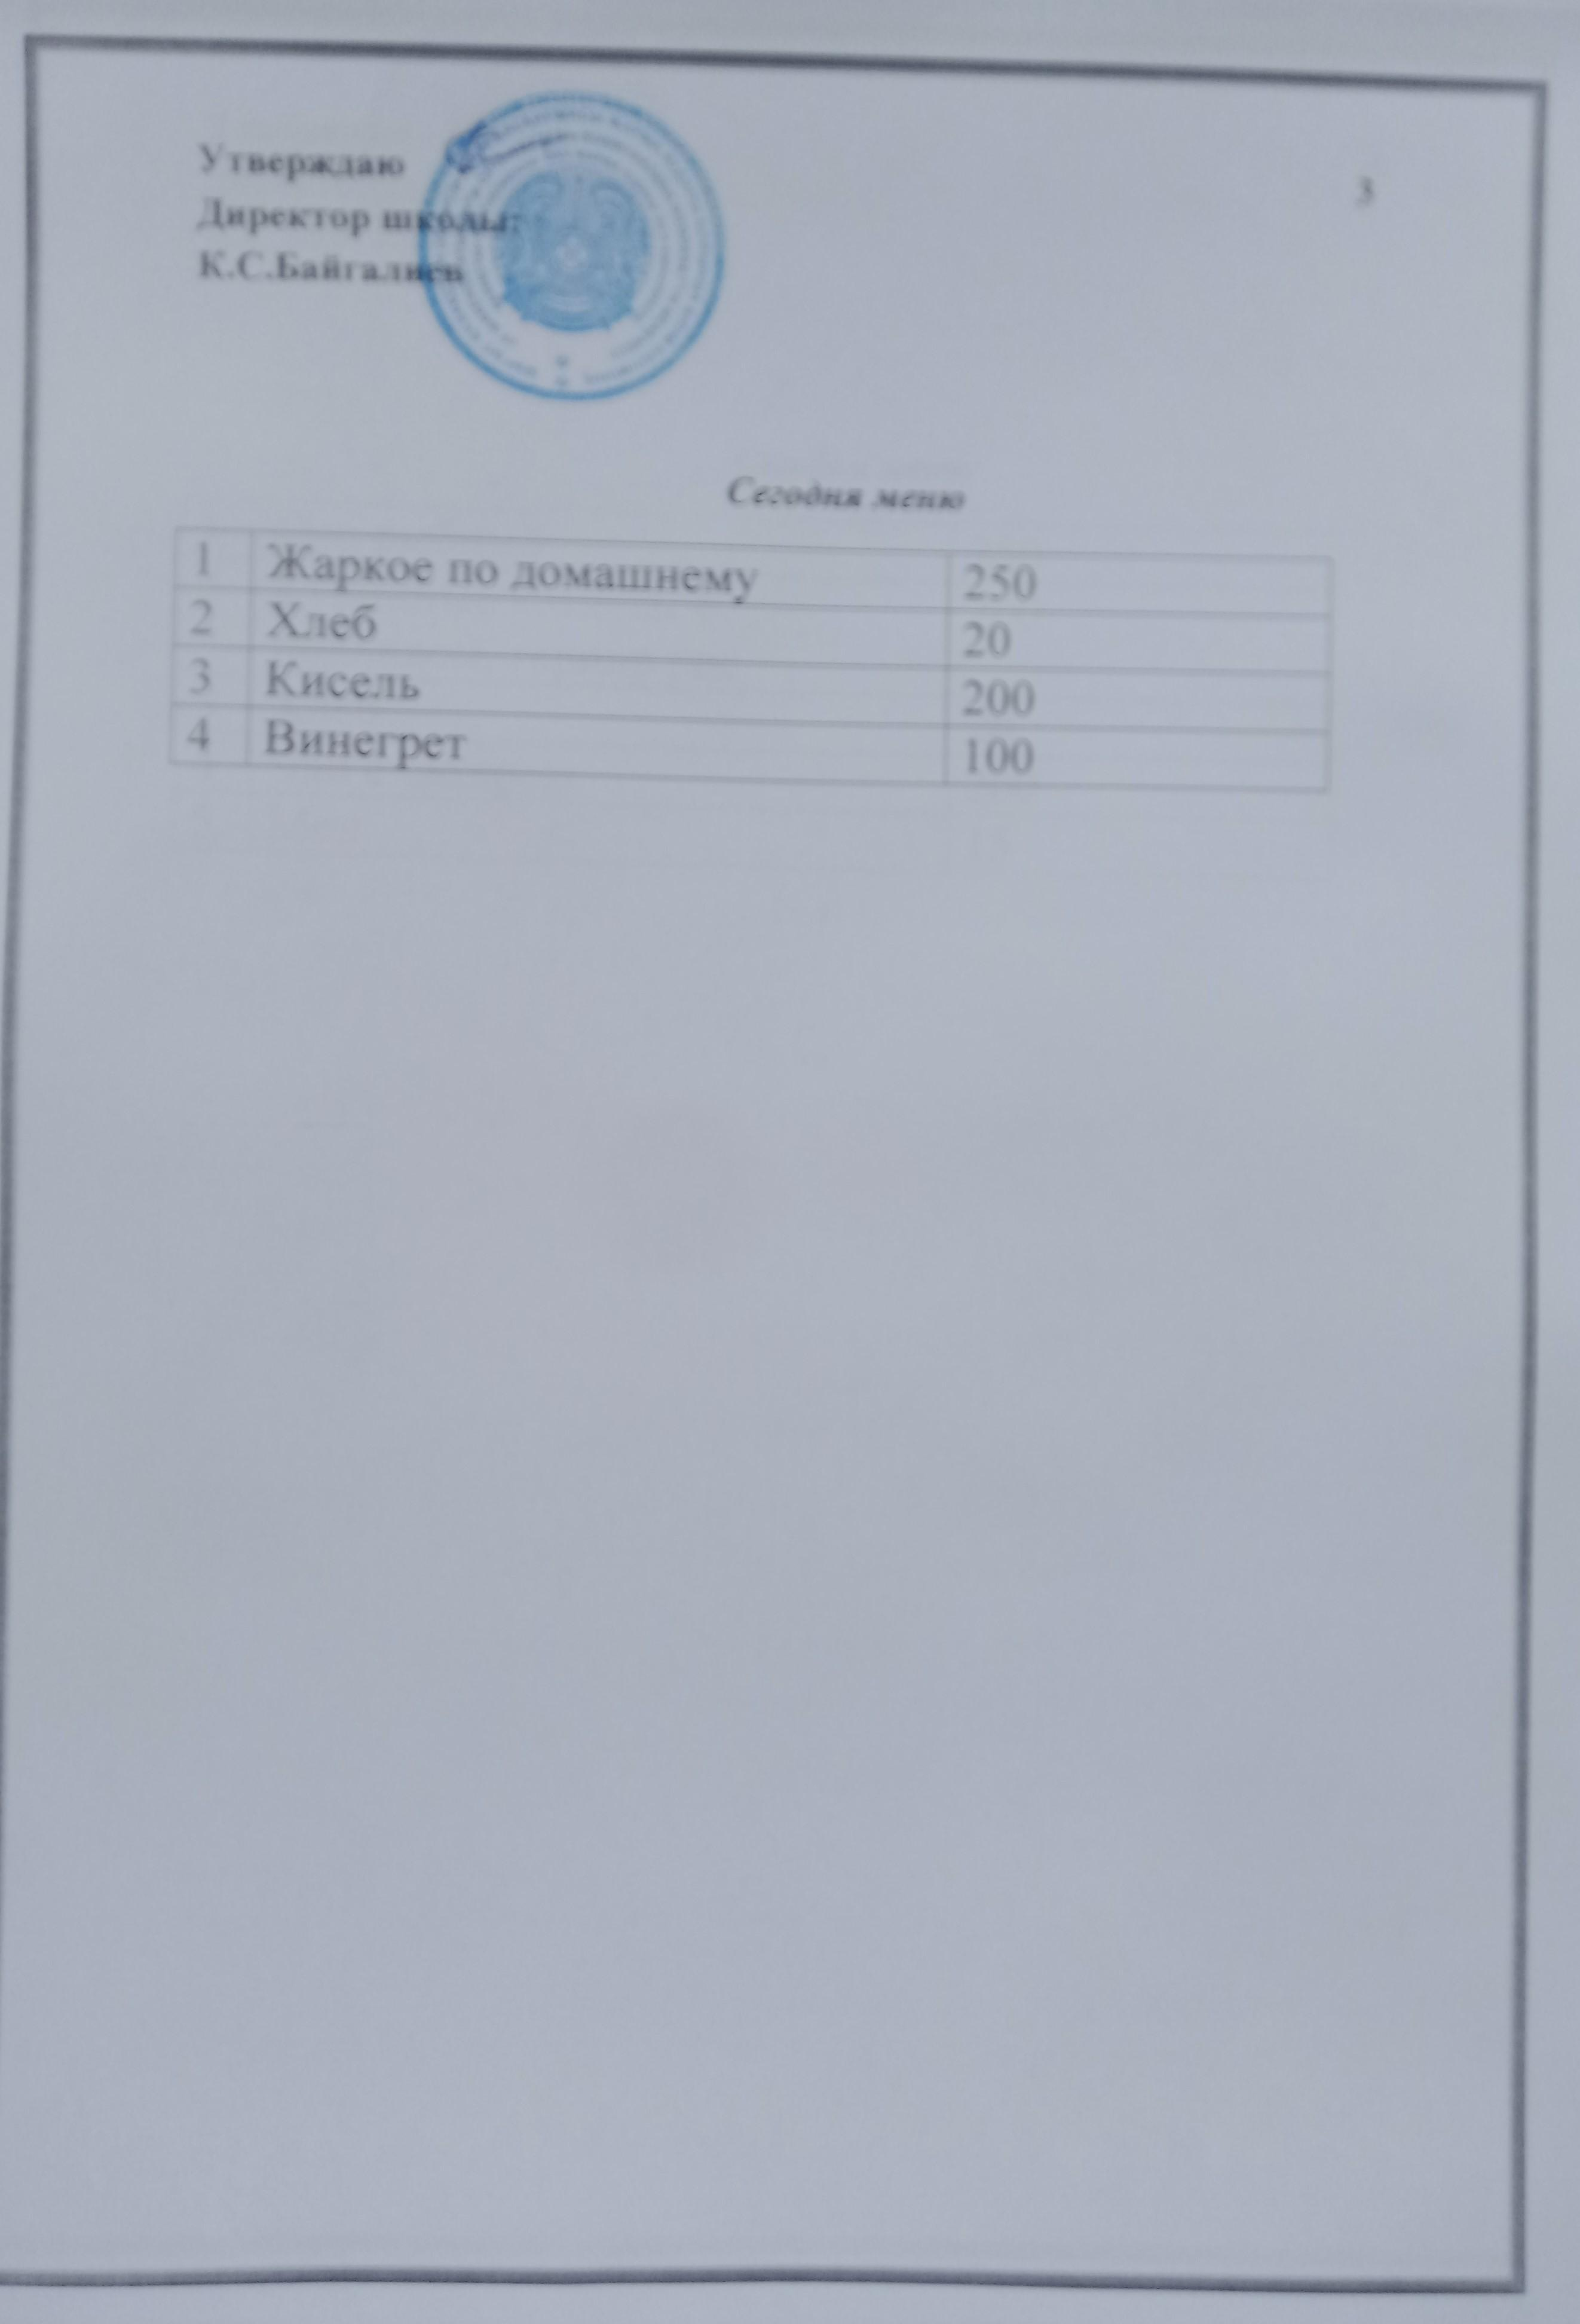 Утверждаю
3
Директор школы:
К.С.Байгалиев
Сегодня меню
1 Жаркое по домашнему 250
2 Хлеб 20
3 Кисель 200
4 Винегрет 100